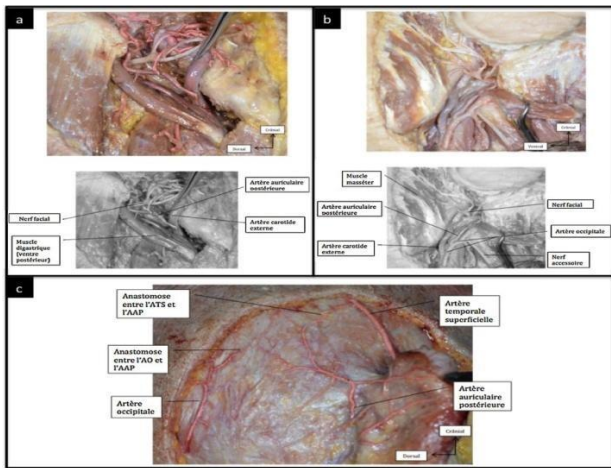 a
Crânial
Dorsal
Nerf facial
Muscle
digastrique
(ventre
postérieur)
Artère auriculaire
postérieure
Artère carotide
externe
b
Crânial
Ventral
Muscle
masséter
Artère auriculaire
postérieure
Artère carotide
externe
Nerf facial
Artère occipitale
Nerf
accessoire
c
Anastomose
entre l'ATS et
l'AAP
Anastomose
entre l'AO et
l'AAP
Artère
occipitale
Artère
temporale
superficielle
Artère
auriculaire
postérieure
Crânial
Dorsal